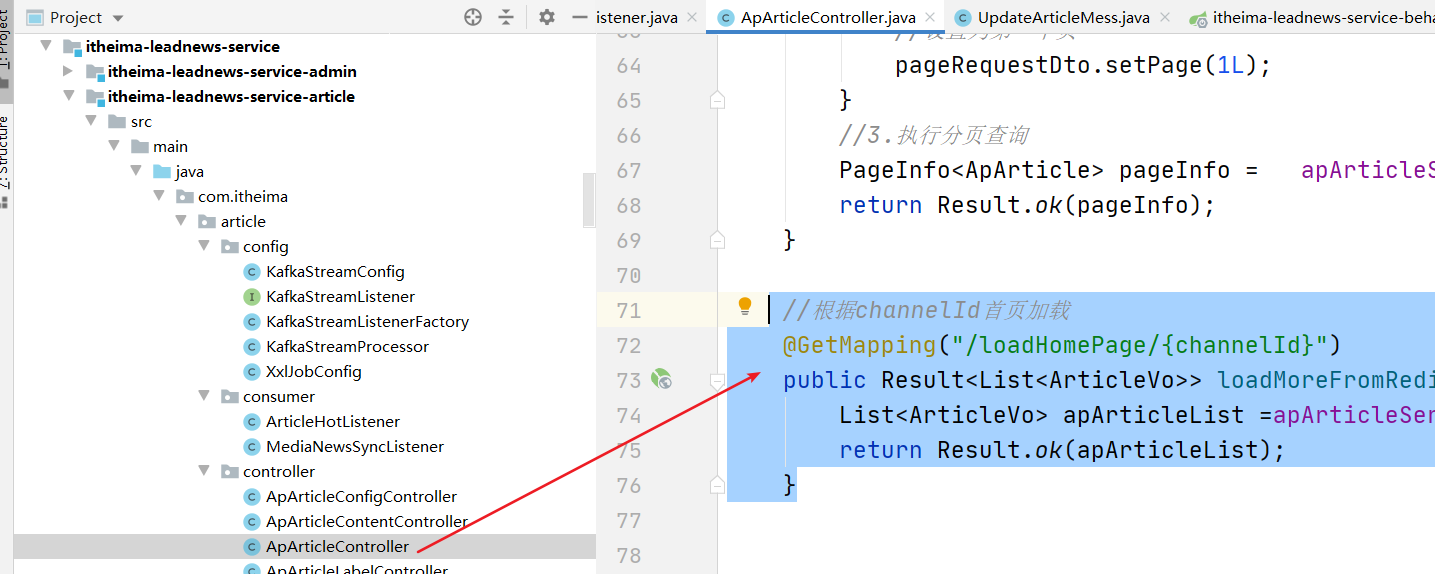 Project
istener.java
ApArticleController.java
UpdateArticleMess.java
itheima-leadnews-service-beha
Project
Z: Structure
itheima-leadnews-service
itheima-leadnews-service-admin
itheima-leadnews-service-article
src
main
java
com.itheima
article
config
KafkaStreamConfig
KafkaStreamListener
KafkaStreamListenerFactory
KafkaStreamProcessor
XxlJobConfig
consumer
ArticleHotListener
MediaNewsSyncListener
controller
ApArticleConfigController
ApArticleContentController
ApArticleController
ApArticleLabelController
64 pageRequestDto.setPage(1L);
65 }
66 //3.执行分页查询
67 PageInfo<ApArticle> pageInfo = apArticleS
68 return Result.ok(pageInfo);
69 }
70
71 //根据channelId首页加载
72 @GetMapping("/loadHomePage/{channelId}")
73 public Result<List<ArticleVo>> loadMoreFromRedi
74 List<ArticleVo> apArticleList =apArticleSer
75 return Result.ok(apArticleList);
76 }
77
78